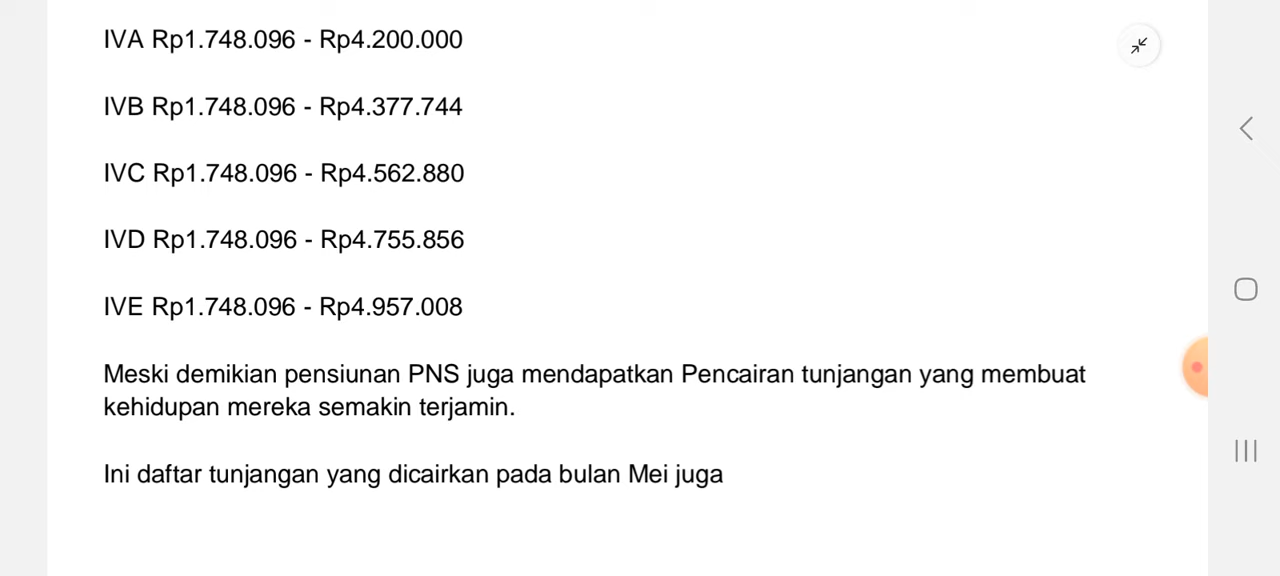 IVA Rp1.748.096 - Rp4.200.000
IVB Rp1.748.096 - Rp4.377.744
IVC Rp1.748.096 - Rp4.562.880
IVD Rp1.748.096 - Rp4.755.856
IVE Rp1.748.096 - Rp4.957.008
Meski demikian pensiunan PNS juga mendapatkan Pencairan tunjangan yang membuat
kehidupan mereka semakin terjamin.
Ini daftar tunjangan yang dicairkan pada bulan Mei juga